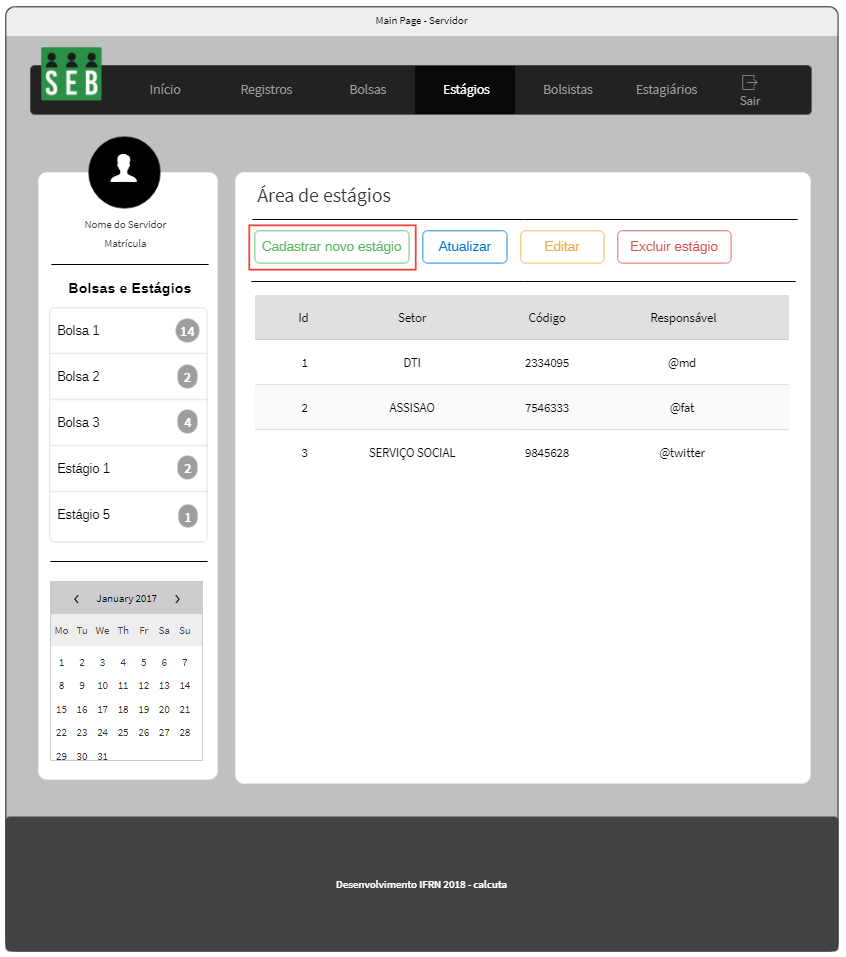 Main Page - Servidor
SEB
Início Registros Bolsas Estágios Bolsistas Estagiários Sair
Nome do Servidor
Matrícula
Bolsas e Estágios
Bolsa 1 14
Bolsa 2 2
Bolsa 3 4
Estágio 1 2
Estágio 5 1
January 2017
Mo Tu We Th Fr Sa Su
1 2 3 4 5 6 7
8 9 10 11 12 13 14
15 16 17 18 19 20 21
22 23 24 25 26 27 28
29 30 31
Área de estágios
Cadastrar novo estágio Atualizar Editar Excluir estágio
Id Setor Código Responsável
1 DTI 2334095 @md
2 ASSISAO 7546333 @fat
3 SERVIÇO SOCIAL 9845628 @twitter
Desenvolvimento IFRN 2018 - calcuta